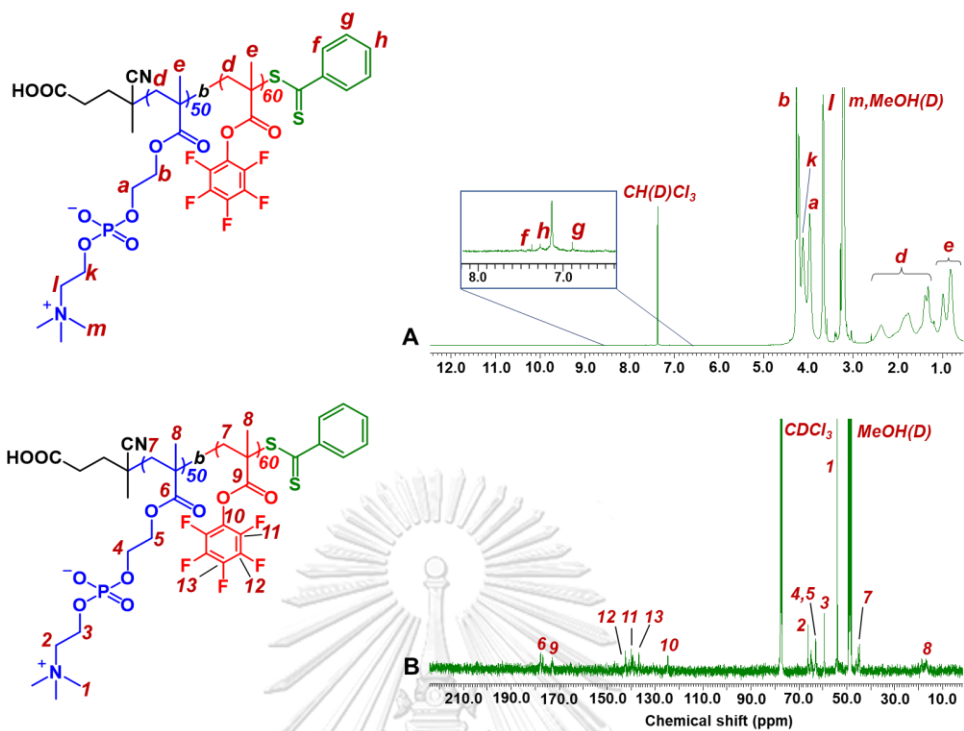 g
f h
e e
d d
HOOC CN b S
50 60 S
O O O
O
b F F
a
O⁻ O F F
P F
O O
l k
N⁺
m
b l m,MeOH(D)
k
a
CH(D)Cl₃
f h g
8.0 7.0
d e
A
12.0 11.0 10.0 9.0 8.0 7.0 6.0 5.0 4.0 3.0 2.0 1.0
8 8
7 7
HOOC CN b S
50 60 S
6 9
O O O
O 10
5 F F 11
4
O⁻ O F F
P 13 F 12
O O
2 3
N⁺
1
CDCl₃ MeOH(D)
1
4,5 3 7
2
12 11 13
6 9 10 8
B
210.0 190.0 170.0 150.0 130.0 110.0 90.0 70.0 50.0 30.0 10.0
Chemical shift (ppm)